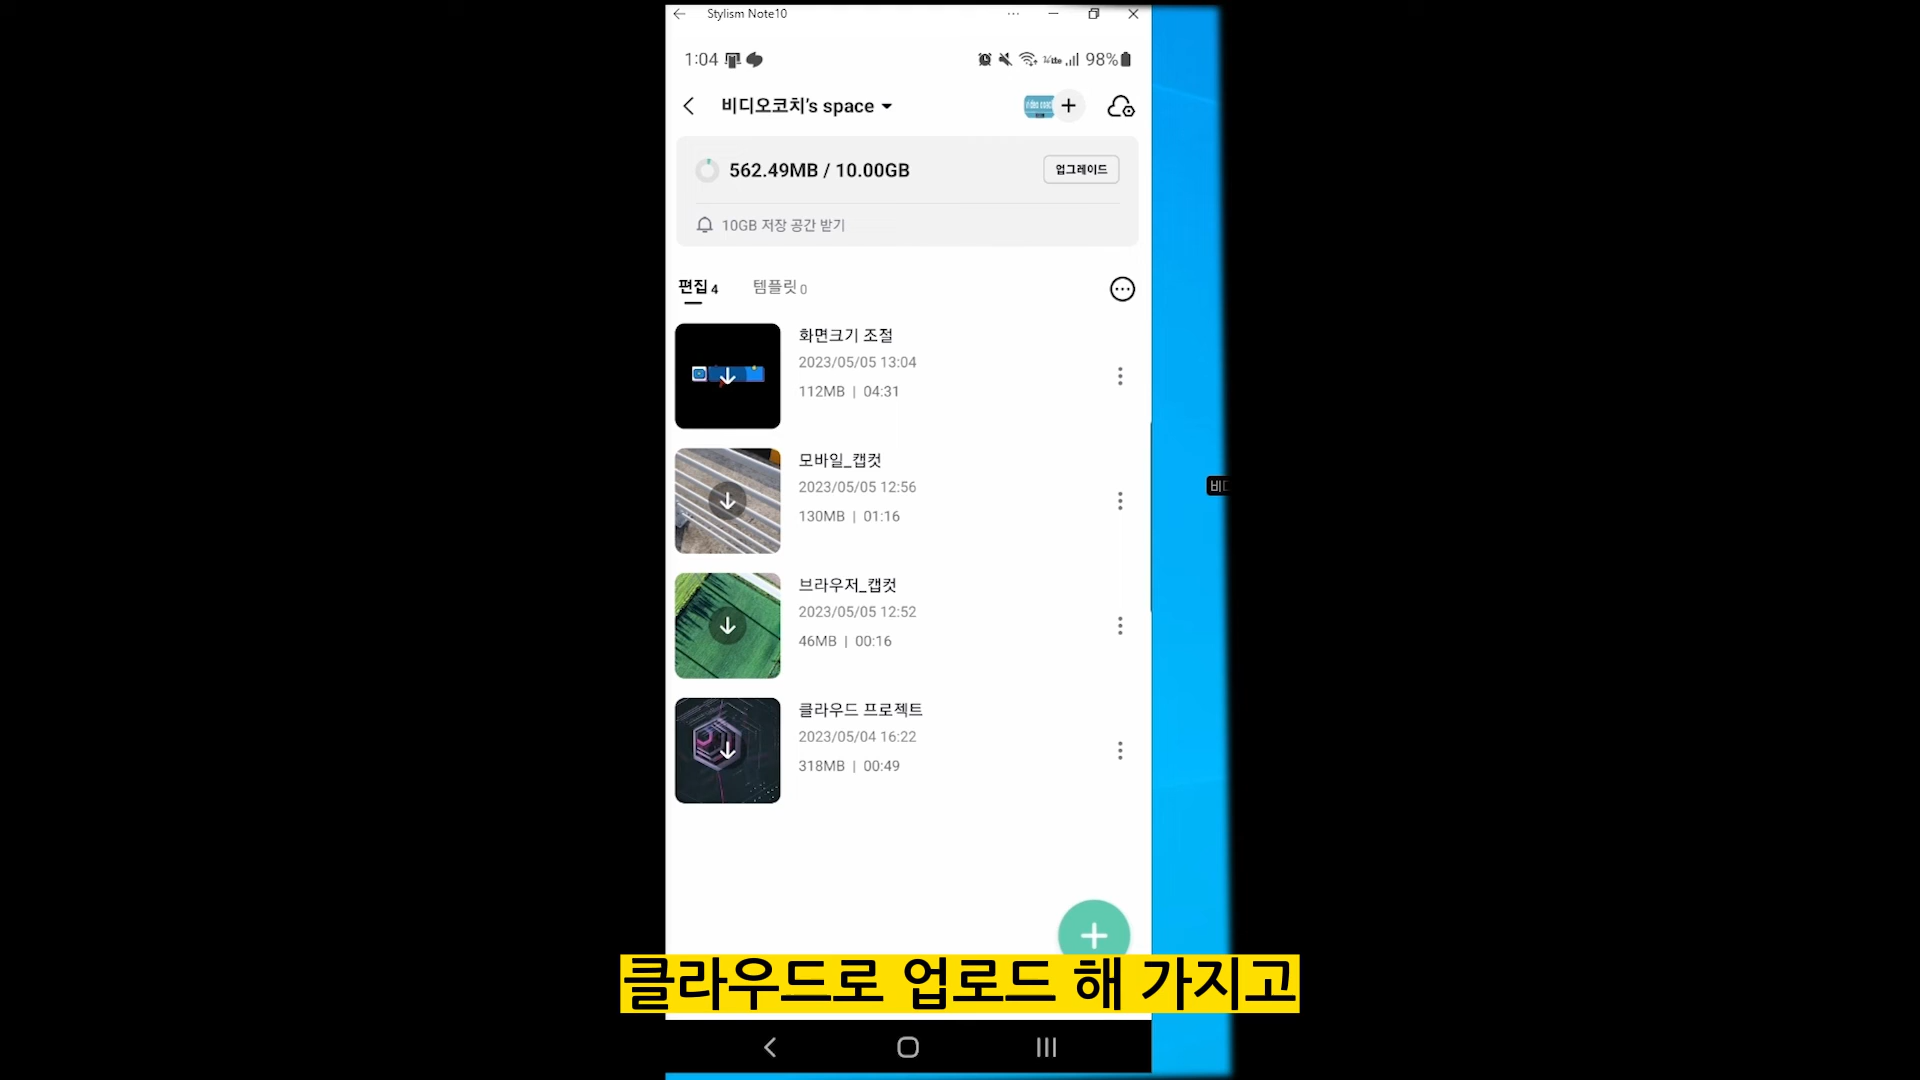 Stylism Note10
1:04
98%
비디오코치's space
562.49MB / 10.00GB
업그레이드
10GB 저장 공간 받기
편집 4
템플릿 0
화면크기 조절
2023/05/05 13:04
112MB | 04:31
모바일_캡컷
2023/05/05 12:56
130MB | 01:16
브라우저_캡컷
2023/05/05 12:52
46MB | 00:16
클라우드 프로젝트
2023/05/04 16:22
318MB | 00:49
클라우드로 업로드 해 가지고